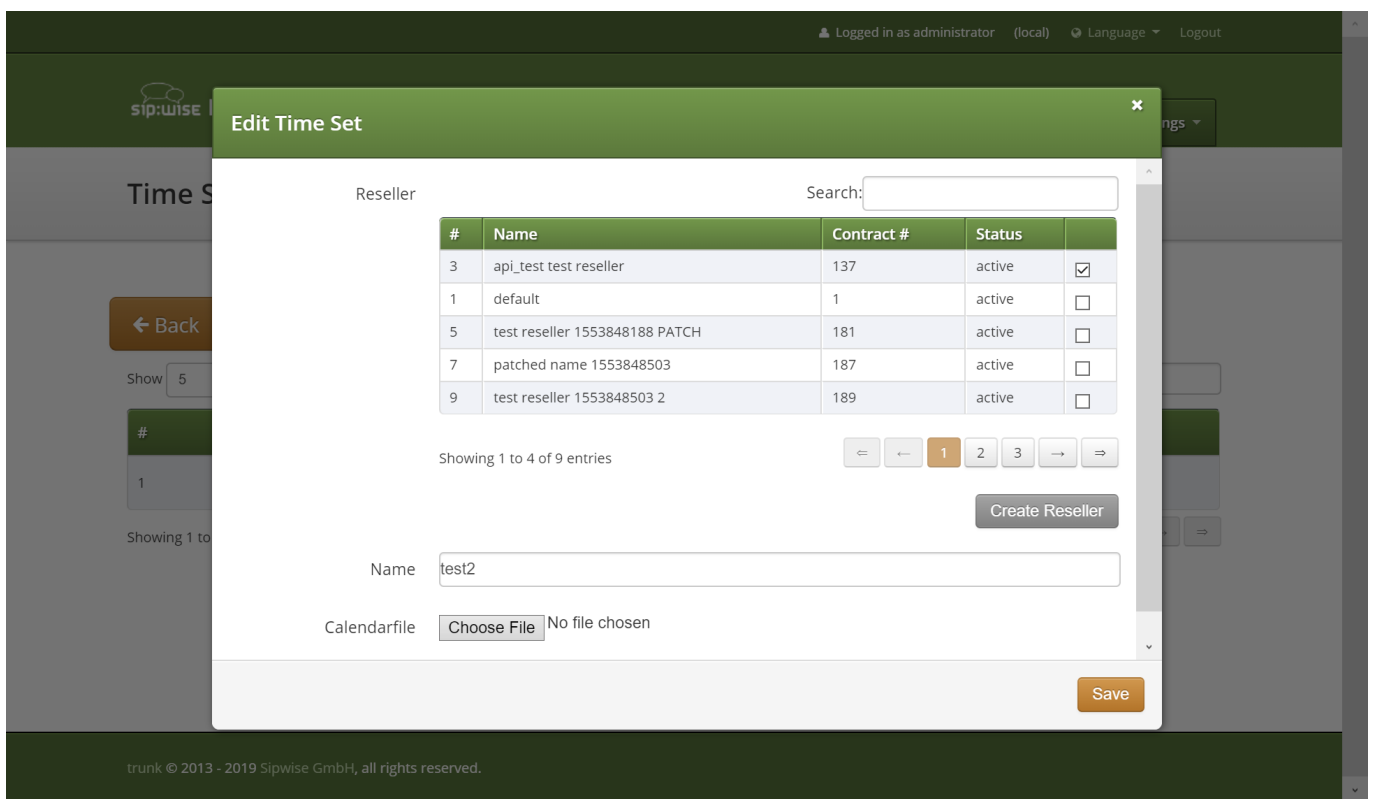 Logged in as administrator (local) Language Logout
sip:wise
Edit Time Set
ngs
Time S
Reseller Search:
# Name Contract # Status
3 api_test test reseller 137 active
1 default 1 active
5 test reseller 1553848188 PATCH 181 active
7 patched name 1553848503 187 active
9 test reseller 1553848503 2 189 active
← Back
Show 5
#
1
Showing 1 to
Showing 1 to 4 of 9 entries ⇐ ← 1 2 3 → ⇒
Create Reseller
⇒
Name test2
Calendarfile Choose File No file chosen
Save
trunk © 2013 - 2019 Sipwise GmbH, all rights reserved.